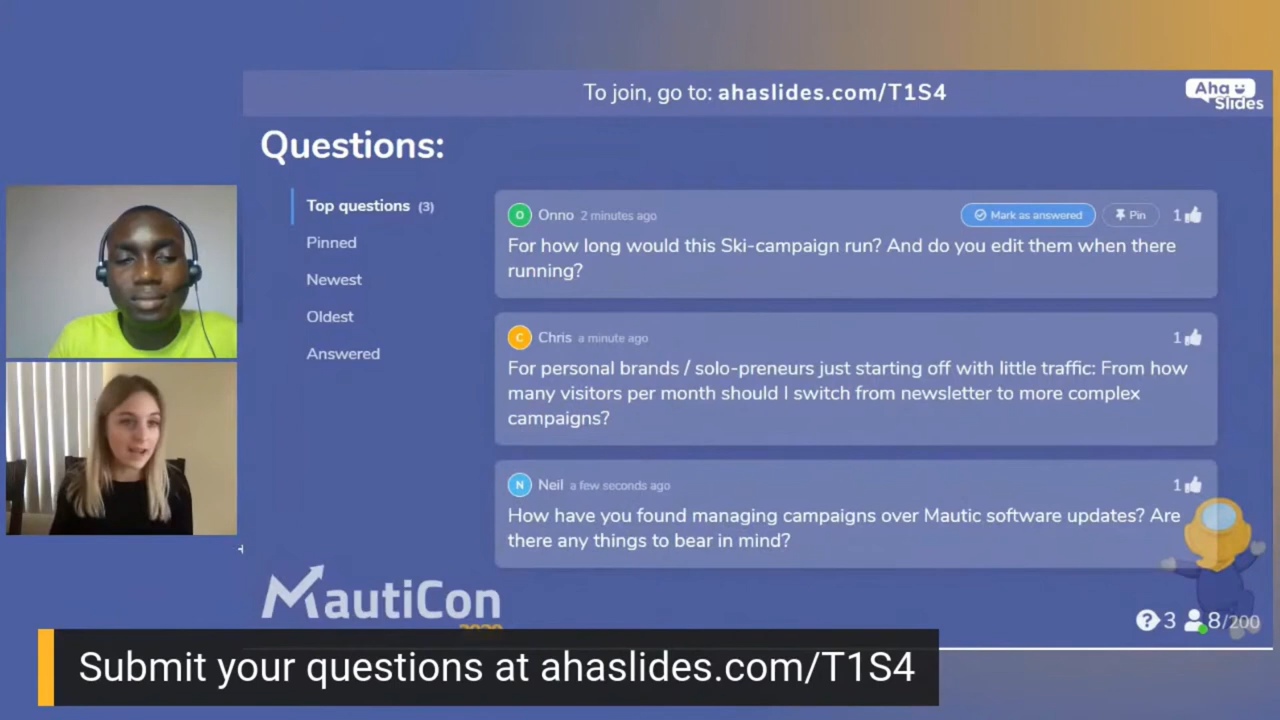 To join, go to: ahaslides.com/T1S4
Aha
Slides
Questions:
Top questions (3)
Pinned
Newest
Oldest
Answered
O Onno 2 minutes ago
Mark as answered
Pin
1
For how long would this Ski-campaign run? And do you edit them when there
running?
C Chris a minute ago
1
For personal brands / solo-preneurs just starting off with little traffic: From how
many visitors per month should I switch from newsletter to more complex
campaigns?
N Neil a few seconds ago
1
How have you found managing campaigns over Mautic software updates? Are
there any things to bear in mind?
MautiCon
? 3 8/200
Submit your questions at ahaslides.com/T1S4